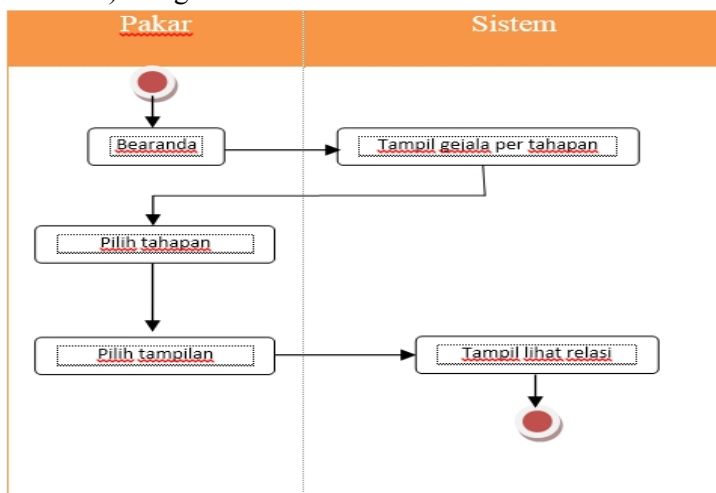 Pakar
Sistem
Bearanda
Tampil gejala per tahapan
Pilih tahapan
Pilih tampilan
Tampil lihat relasi